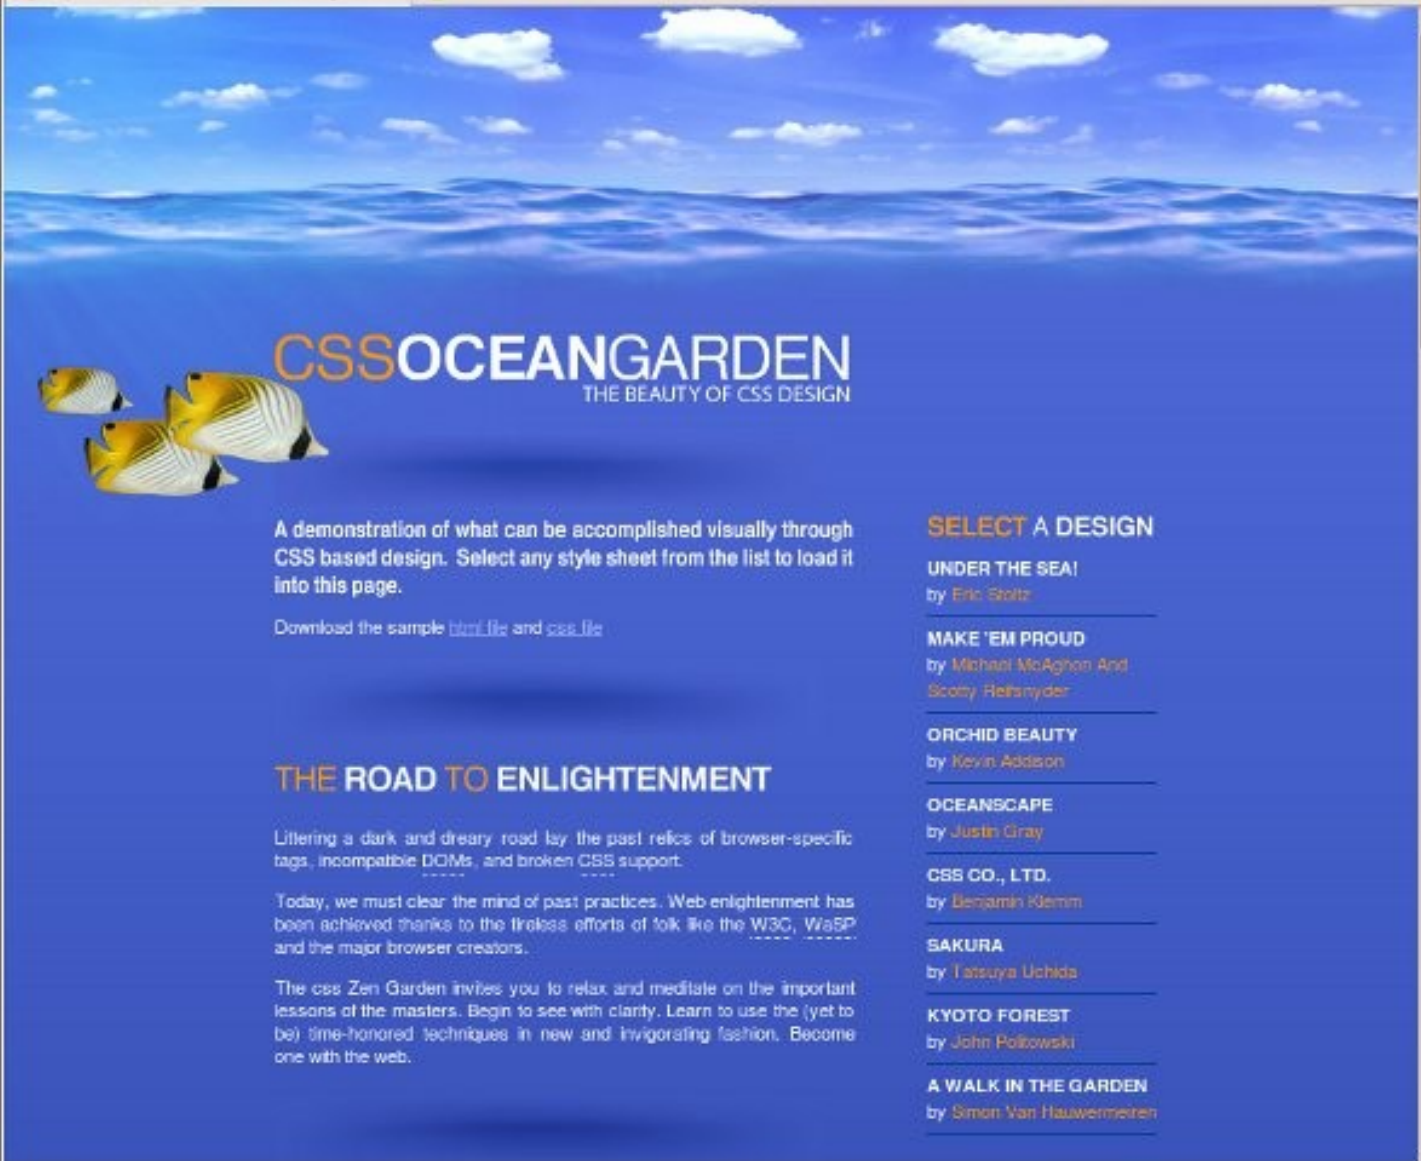 CSSOCEANGARDEN
THE BEAUTY OF CSS DESIGN
A demonstration of what can be accomplished visually through
CSS based design. Select any style sheet from the list to load it
into this page.
Download the sample html file and css file
THE ROAD TO ENLIGHTENMENT
Littering a dark and dreary road lay the past relics of browser-specific
tags, incompatible DOMs, and broken CSS support.
Today, we must clear the mind of past practices. Web enlightenment has
been achieved thanks to the tireless efforts of folk like the W3C, WaSP
and the major browser creators.
The css Zen Garden invites you to relax and meditate on the important
lessons of the masters. Begin to see with clarity. Learn to use the (yet to
be) time-honored techniques in new and invigorating fashion. Become
one with the web.
SELECT A DESIGN
UNDER THE SEA!
by Eric Stoltz
MAKE 'EM PROUD
by Michael McAghon And
Scotty Reifsnyder
ORCHID BEAUTY
by Kevin Addison
OCEANSCAPE
by Justin Gray
CSS CO., LTD.
by Benjamin Klemm
SAKURA
by Tatsuya Uchida
KYOTO FOREST
by John Politowski
A WALK IN THE GARDEN
by Simon Van Hauwermeiren